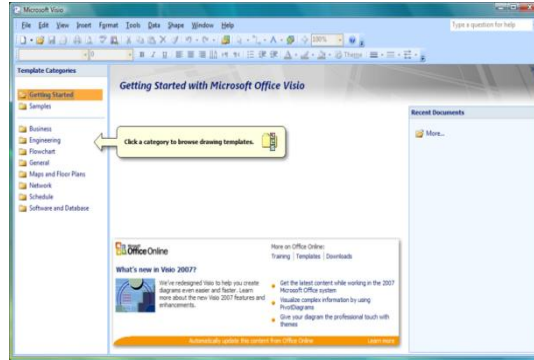 Microsoft Visio
File Edit View Insert Format Tools Data Shape Window Help
Type a question for help
100%
Theme
Template Categories
Getting Started
Samples
Business
Engineering
Flowchart
General
Maps and Floor Plans
Network
Schedule
Software and Database
Getting Started with Microsoft Office Visio
Click a category to browse drawing templates.
Recent Documents
More...
Office Online
What's new in Visio 2007?
We've redesigned Visio to help you create
diagrams even easier and faster. Learn
more about the new Visio 2007 features and
enhancements.
More on Office Online:
Training | Templates | Downloads
Get the latest content while working in the 2007
Microsoft Office system
Visualize complex information by using
PivotDiagrams
Give your diagram the professional touch with
themes
Automatically update this content from Office Online
Learn more